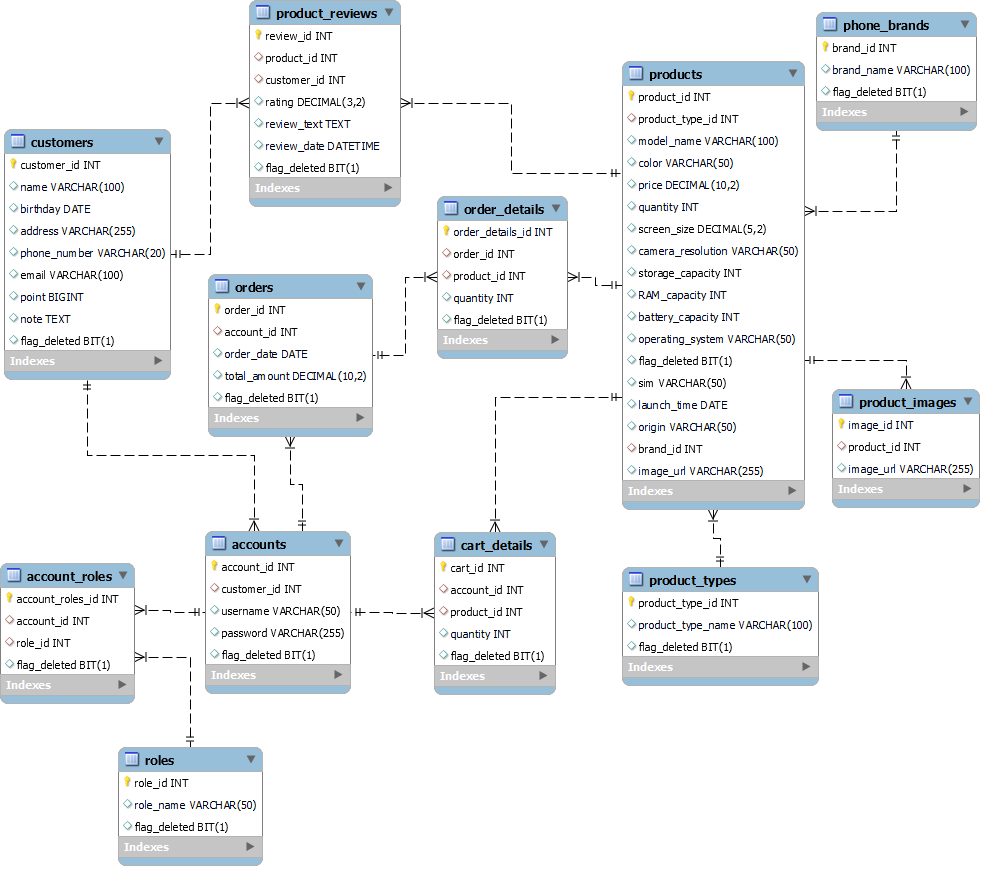 product_reviews
review_id INT
product_id INT
customer_id INT
rating DECIMAL(3,2)
review_text TEXT
review_date DATETIME
flag_deleted BIT(1)
Indexes
phone_brands
brand_id INT
brand_name VARCHAR(100)
flag_deleted BIT(1)
Indexes
products
product_id INT
product_type_id INT
model_name VARCHAR(100)
color VARCHAR(50)
price DECIMAL(10,2)
quantity INT
screen_size DECIMAL(5,2)
camera_resolution VARCHAR(50)
storage_capacity INT
RAM_capacity INT
battery_capacity INT
operating_system VARCHAR(50)
flag_deleted BIT(1)
sim VARCHAR(50)
launch_time DATE
origin VARCHAR(50)
brand_id INT
image_url VARCHAR(255)
Indexes
customers
customer_id INT
name VARCHAR(100)
birthday DATE
address VARCHAR(255)
phone_number VARCHAR(20)
email VARCHAR(100)
point BIGINT
note TEXT
flag_deleted BIT(1)
Indexes
order_details
order_details_id INT
order_id INT
product_id INT
quantity INT
flag_deleted BIT(1)
Indexes
orders
order_id INT
account_id INT
order_date DATE
total_amount DECIMAL(10,2)
flag_deleted BIT(1)
Indexes
product_images
image_id INT
product_id INT
image_url VARCHAR(255)
Indexes
accounts
account_id INT
customer_id INT
username VARCHAR(50)
password VARCHAR(255)
flag_deleted BIT(1)
Indexes
cart_details
cart_id INT
account_id INT
product_id INT
quantity INT
flag_deleted BIT(1)
Indexes
account_roles
account_roles_id INT
account_id INT
role_id INT
flag_deleted BIT(1)
Indexes
product_types
product_type_id INT
product_type_name VARCHAR(100)
flag_deleted BIT(1)
Indexes
roles
role_id INT
role_name VARCHAR(50)
flag_deleted BIT(1)
Indexes